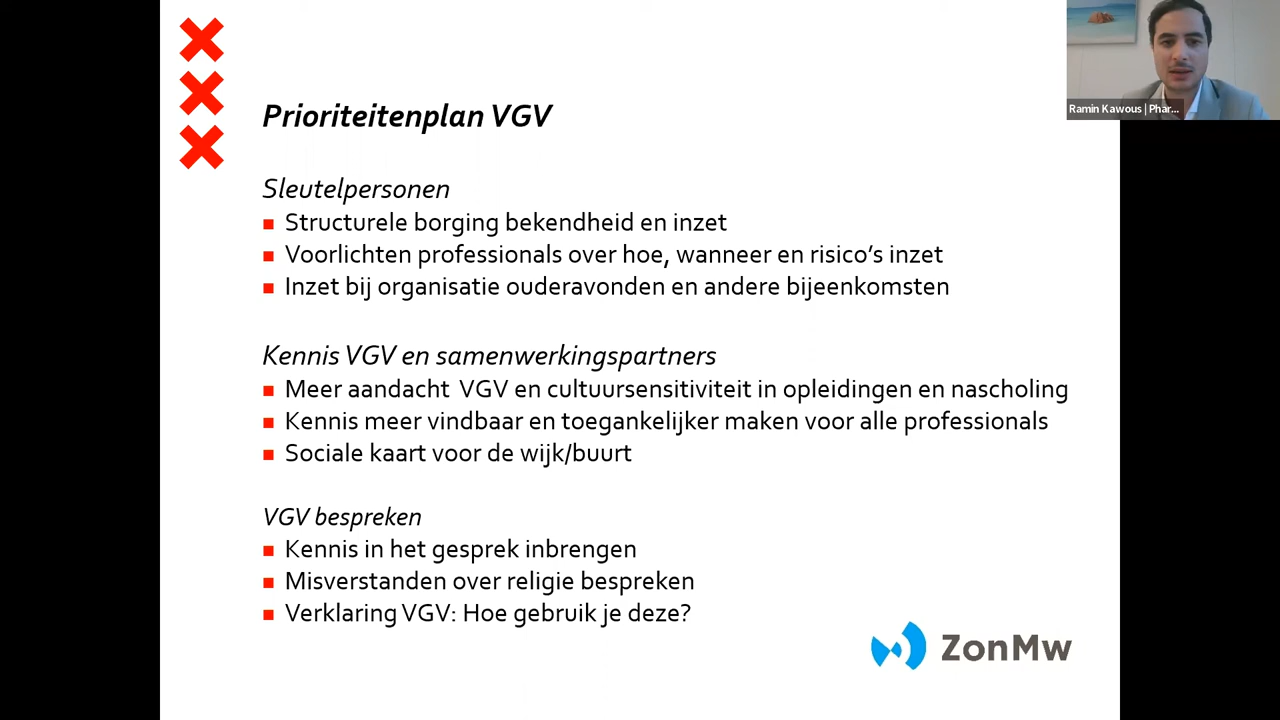 Prioriteitenplan VGV
Sleutelpersonen
Structurele borging bekendheid en inzet
Voorlichten professionals over hoe, wanneer en risico's inzet
Inzet bij organisatie ouderavonden en andere bijeenkomsten
Kennis VGV en samenwerkingspartners
Meer aandacht VGV en cultuursensitiviteit in opleidingen en nascholing
Kennis meer vindbaar en toegankelijker maken voor alle professionals
Sociale kaart voor de wijk/buurt
VGV bespreken
Kennis in het gesprek inbrengen
Misverstanden over religie bespreken
Verklaring VGV: Hoe gebruik je deze?
ZonMw
Ramin Kawous | Phar...